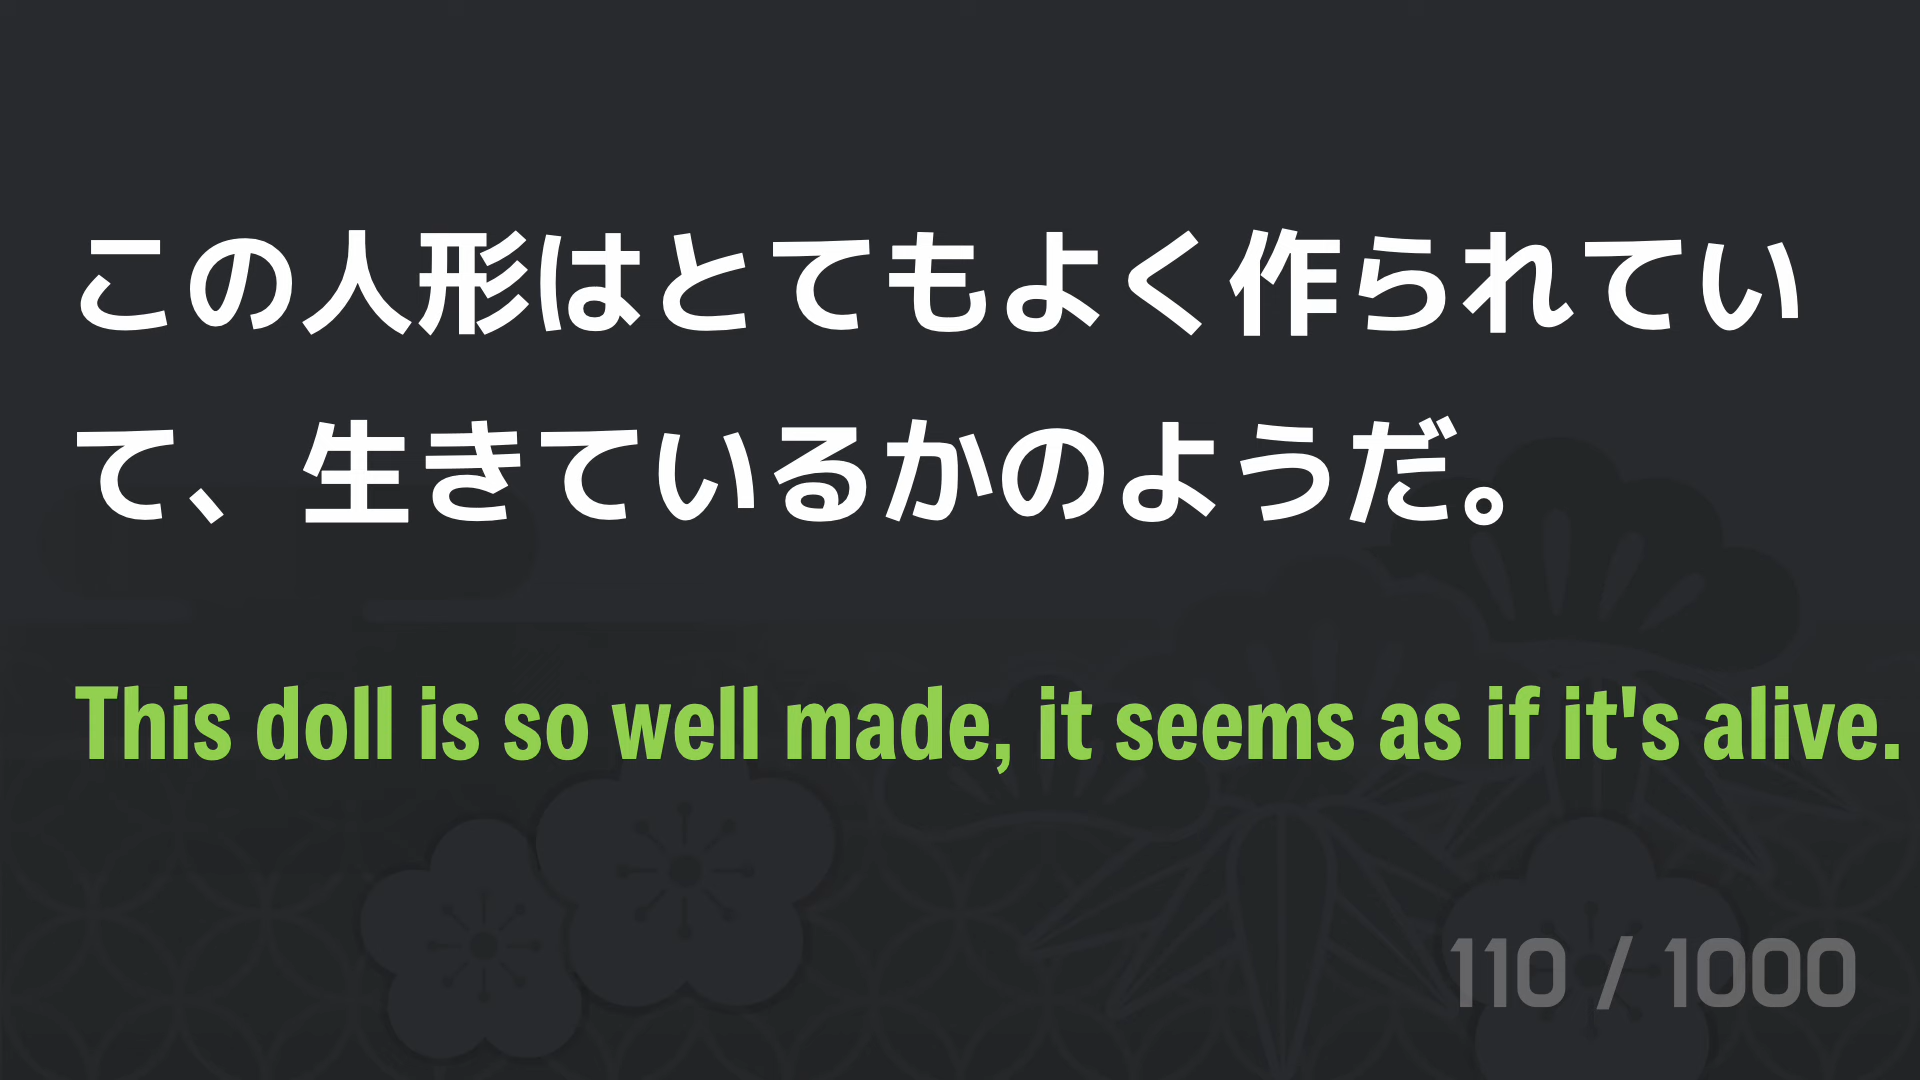 この人形はとてもよく作られてい
て、生きているかのようだ。
This doll is so well made, it seems as if it's alive.
110 / 1000